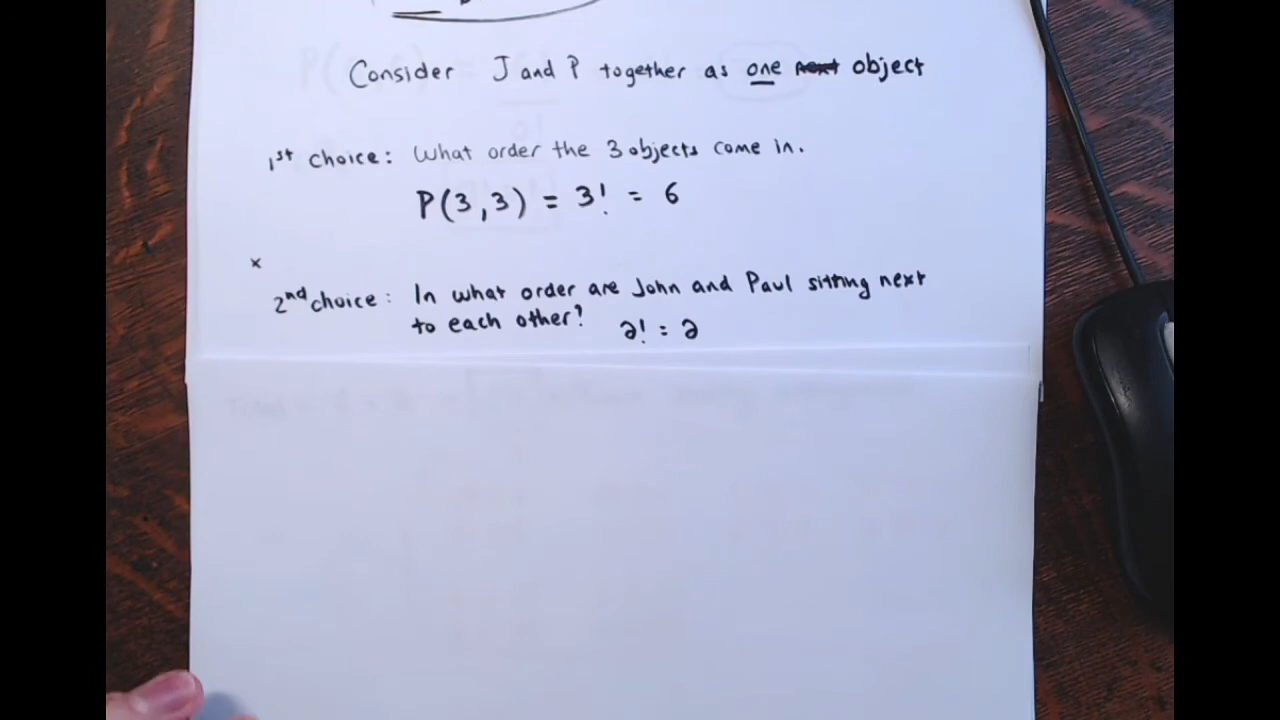 Consider J and P together as one object
1st choice: What order the 3 objects come in.
P(3,3) = 3! = 6
x
2nd choice: In what order are John and Paul sitting next
to each other? 2! = 2